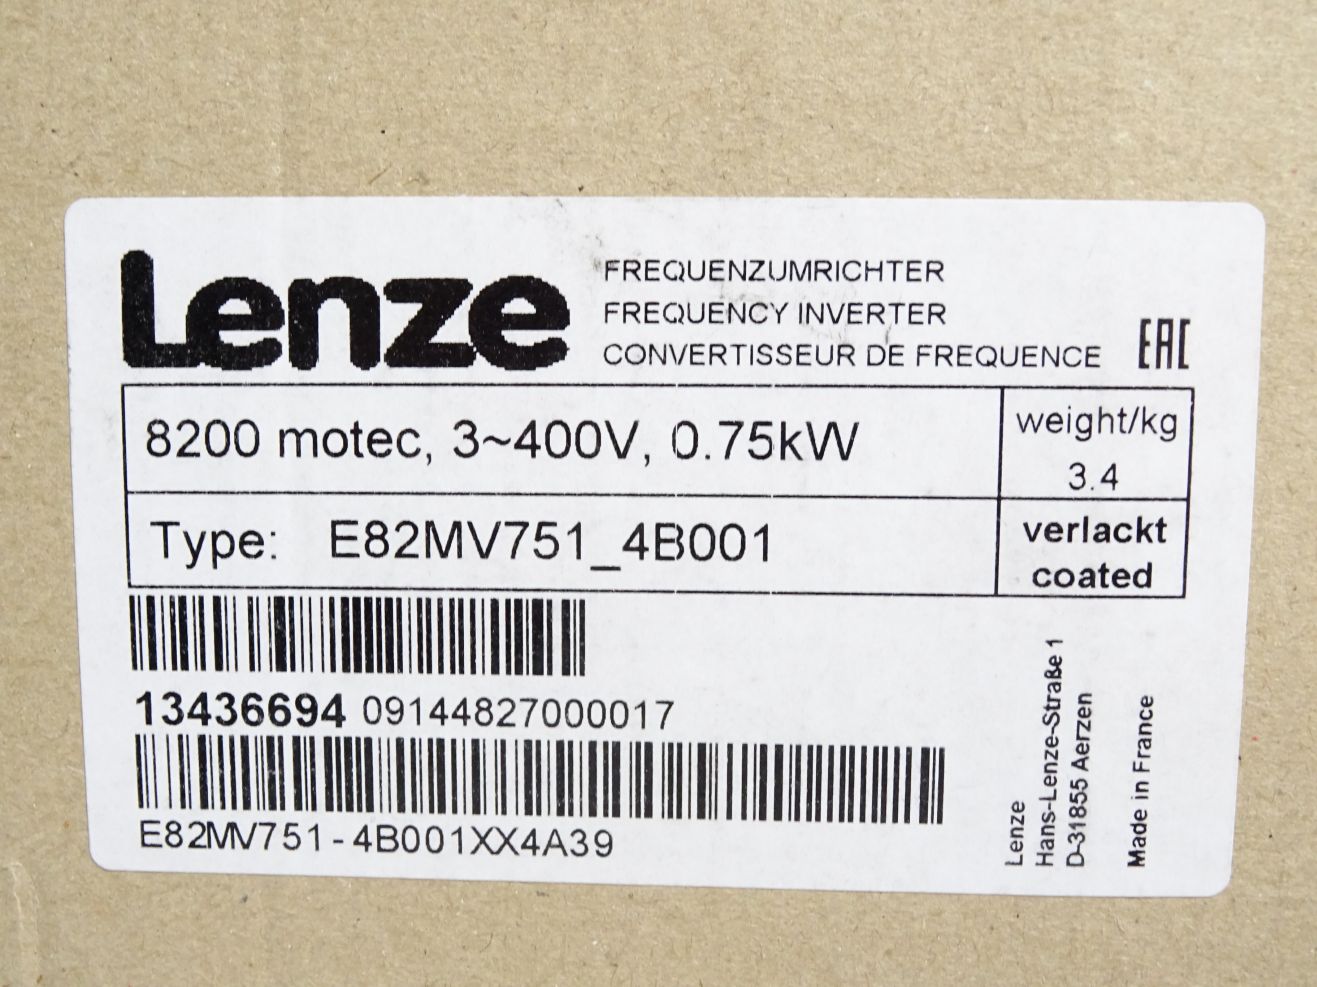 Lenze
FREQUENZUMRICHTER
FREQUENCY INVERTER
CONVERTISSEUR DE FREQUENCE
EAC
8200 motec, 3~400V, 0.75kW
weight/kg
3.4
Type: E82MV751_4B001
verlackt
coated
13436694 09144827000017
E82MV751-4B001XX4A39
Lenze
Hans-Lenze-Straße 1
D-31855 Aerzen
Made in France